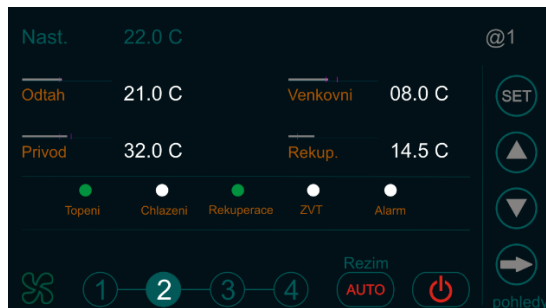 Nast. 22.0 C @1
Odtah 21.0 C Venkovni 08.0 C SET
Privod 32.0 C Rekup. 14.5 C
Topeni Chlazeni Rekuperace ZVT Alarm
Rezim
1 2 3 4 AUTO
pohledy